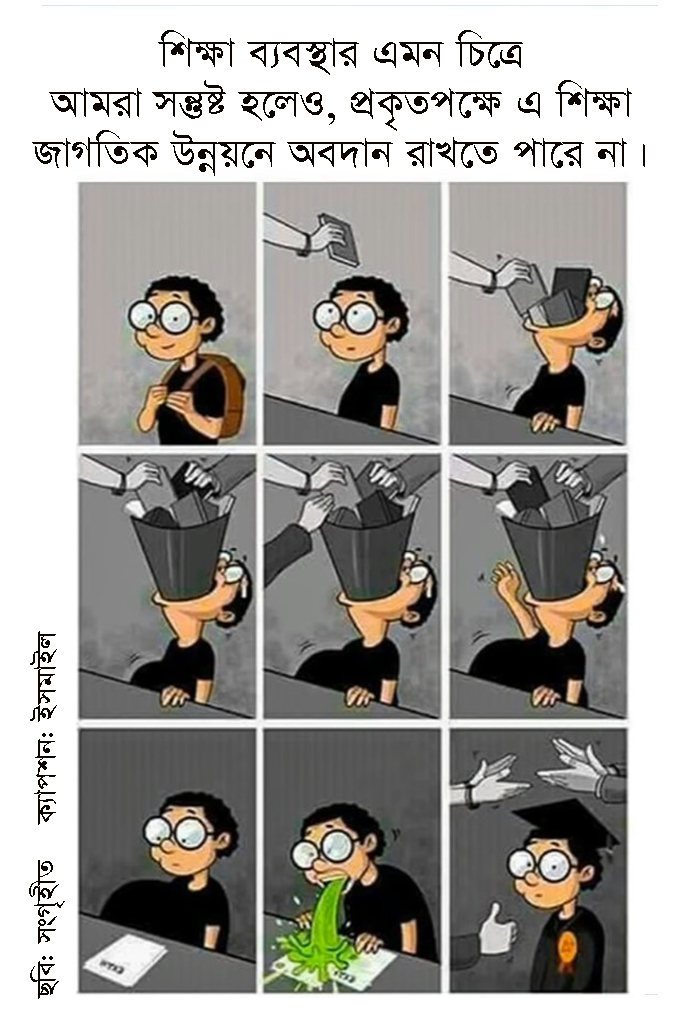 শিক্ষা ব্যবস্থার এমন চিত্রে
আমরা সন্তুষ্ট হলেও, প্রকৃতপক্ষে এ শিক্ষা
জাগতিক উন্নয়নে অবদান রাখতে পারে না।
ছবি: সংগৃহীত ক্যাপশন: ইসমাইল